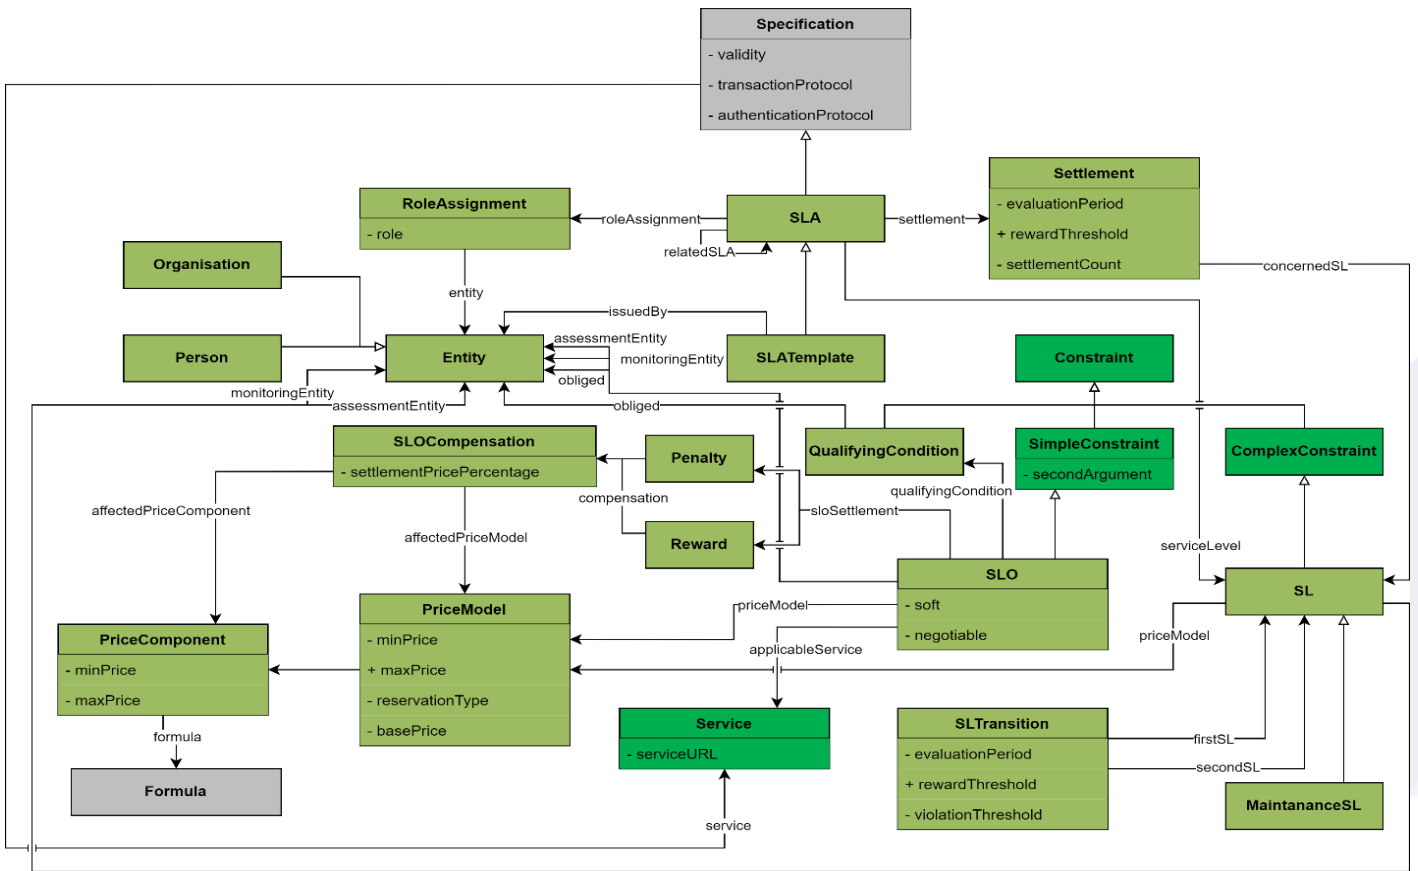 Specification
- validity
- transactionProtocol
- authenticationProtocol
Settlement
- evaluationPeriod
+ rewardThreshold
- settlementCount
RoleAssignment
- role
roleAssignment
SLA
settlement
relatedSLA
concernedSL
Organisation
entity
issuedBy
Person
Entity
assessmentEntity
monitoringEntity
obliged
SLATemplate
Constraint
monitoringEntity
assessmentEntity
obliged
SLOCompensation
- settlementPricePercentage
Penalty
QualifyingCondition
SimpleConstraint
- secondArgument
ComplexConstraint
affectedPriceComponent
compensation
qualifyingCondition
sloSettlement
affectedPriceModel
Reward
serviceLevel
SLO
- soft
- negotiable
SL
PriceModel
- minPrice
+ maxPrice
- reservationType
- basePrice
priceModel
applicableService
priceModel
PriceComponent
- minPrice
- maxPrice
formula
Formula
Service
- serviceURL
SLTransition
- evaluationPeriod
+ rewardThreshold
- violationThreshold
firstSL
secondSL
MaintananceSL
service